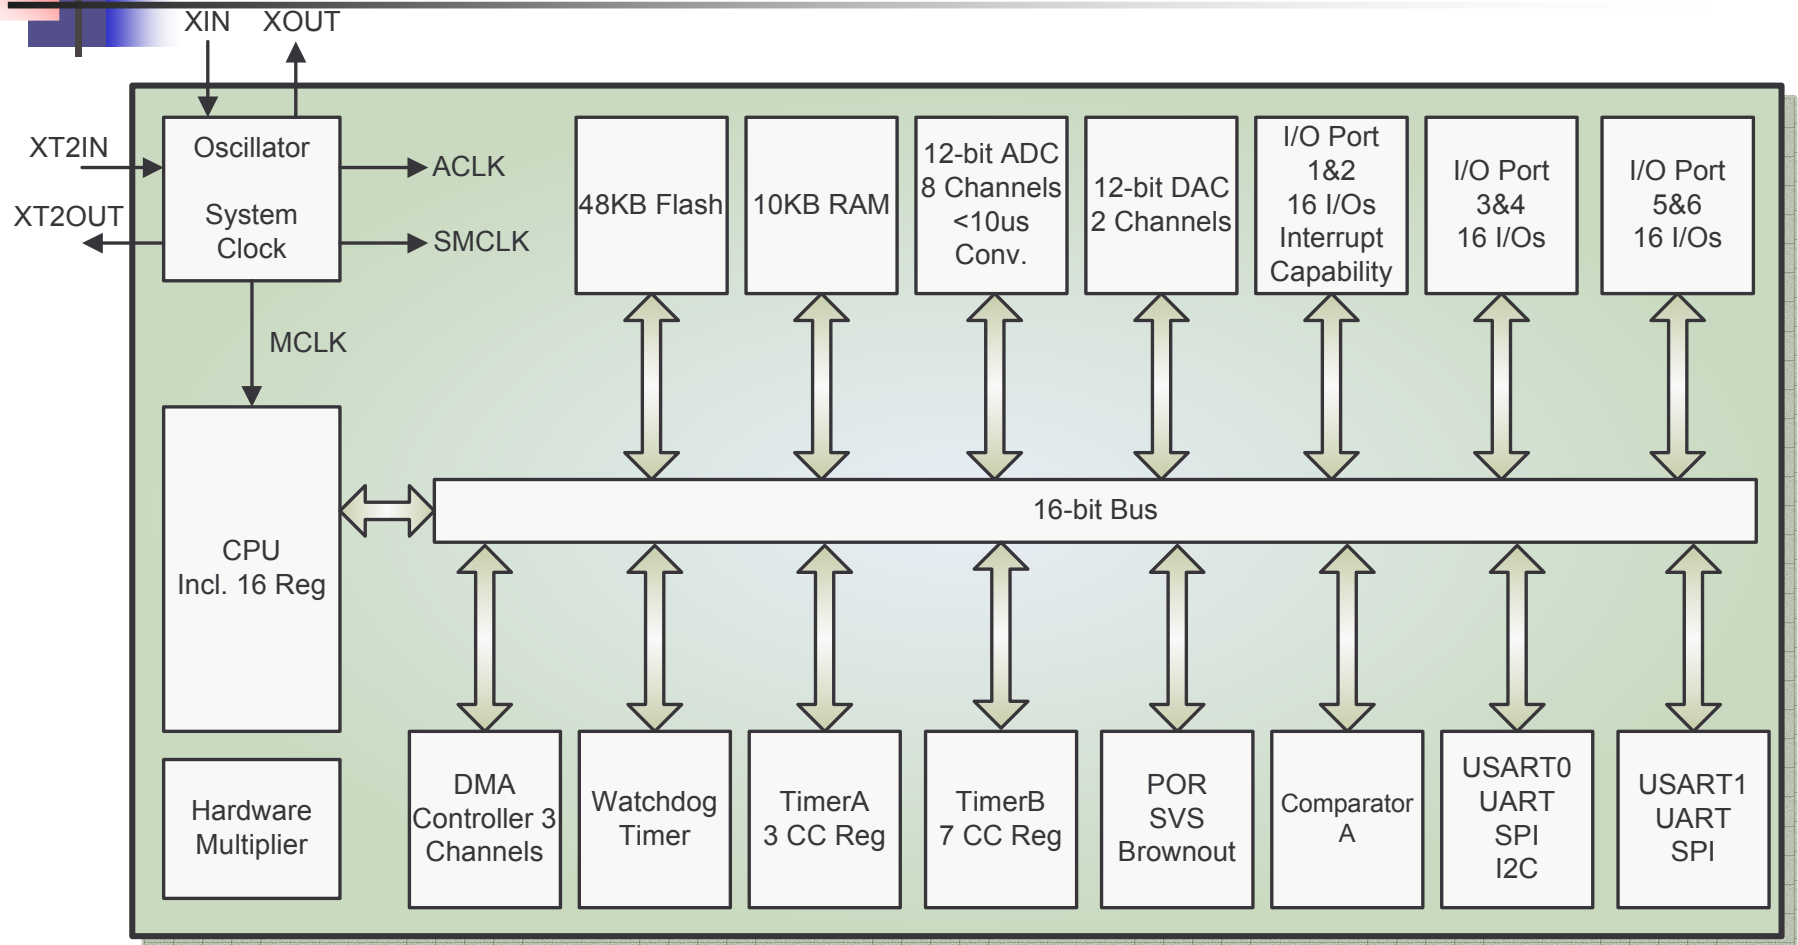 XIN
XOUT
XT2IN
XT2OUT
Oscillator
System
Clock
ACLK
SMCLK
MCLK
48KB Flash
10KB RAM
12-bit ADC
8 Channels
<10us
Conv.
12-bit DAC
2 Channels
I/O Port
1&2
16 I/Os
Interrupt
Capability
I/O Port
3&4
16 I/Os
I/O Port
5&6
16 I/Os
16-bit Bus
CPU
Incl. 16 Reg
Hardware
Multiplier
DMA
Controller 3
Channels
Watchdog
Timer
TimerA
3 CC Reg
TimerB
7 CC Reg
POR
SVS
Brownout
Comparator
A
USART0
UART
SPI
I2C
USART1
UART
SPI